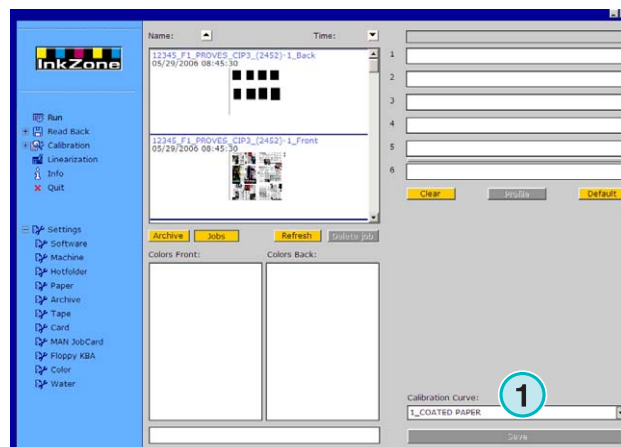 InkZone
Run
Read Back
Calibration
Linearization
Info
Quit
Settings
Software
Machine
Hotfolder
Paper
Archive
Tape
Card
MAN JobCard
Floppy KBA
Color
Water
Name:
Time:
12345_F1_PROVES_CIP3_(2452)-1_Back
05/29/2006 08:45:30
12345_F1_PROVES_CIP3_(2452)-1_Front
05/29/2006 08:45:30
Archive
Jobs
Refresh
Delete job
Colors Front:
Colors Back:
1
2
3
4
5
6
Clear
Profile
Default
Calibration Curve:
1
1_COATED PAPER
Save